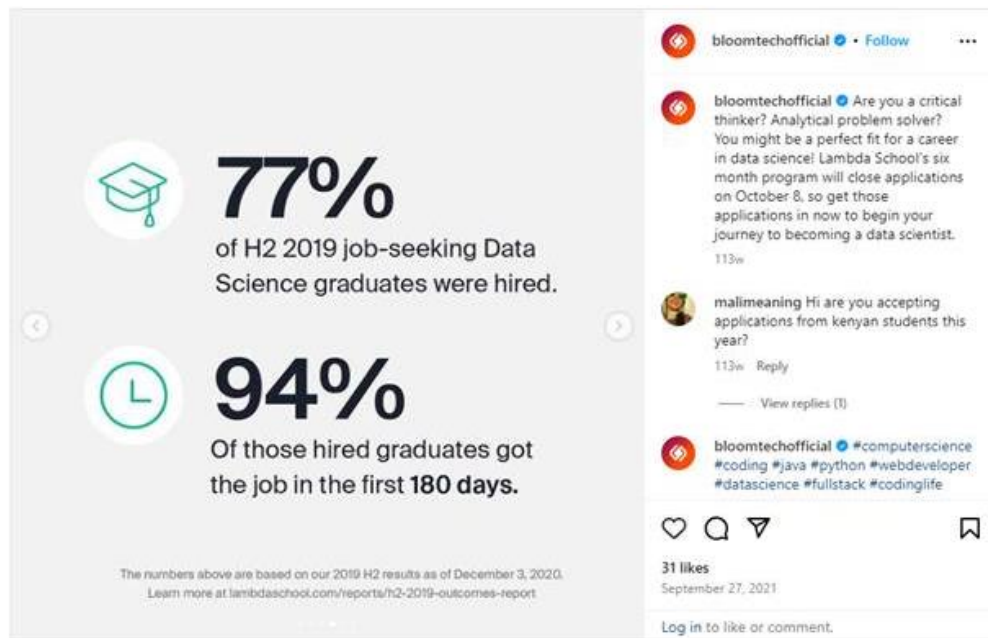 77%
of H2 2019 job-seeking Data
Science graduates were hired.
94%
Of those hired graduates got
the job in the first 180 days.
The numbers above are based on our 2019 H2 results as of December 3, 2020.
Learn more at lambdaschool.com/reports/h2-2019-outcomes-report
bloomtechofficial • Follow
bloomtechofficial Are you a critical
thinker? Analytical problem solver?
You might be a perfect fit for a career
in data science! Lambda School's six
month program will close applications
on October 8, so get those
applications in now to begin your
journey to becoming a data scientist.
113w
malimeaning Hi are you accepting
applications from kenyan students this
year?
113w Reply
View replies (1)
bloomtechofficial #computerscience
#coding #java #python #webdeveloper
#datascience #fullstack #codinglife
31 likes
September 27, 2021
Log in to like or comment.